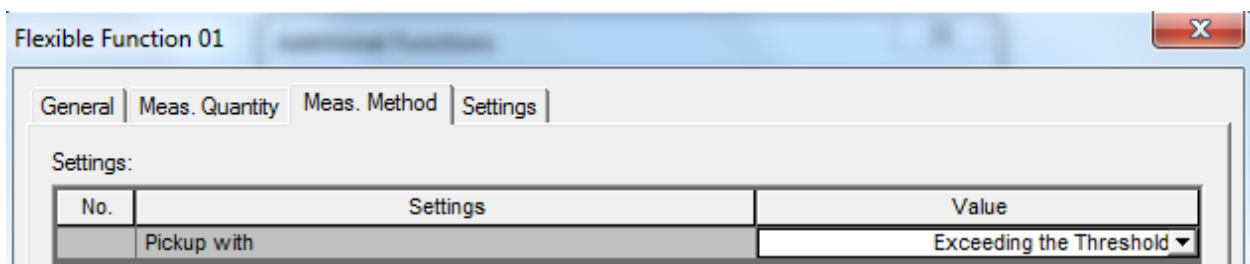 Flexible Function 01
General Meas. Quantity Meas. Method Settings
Settings:
No. Settings Value
Pickup with Exceeding the Threshold